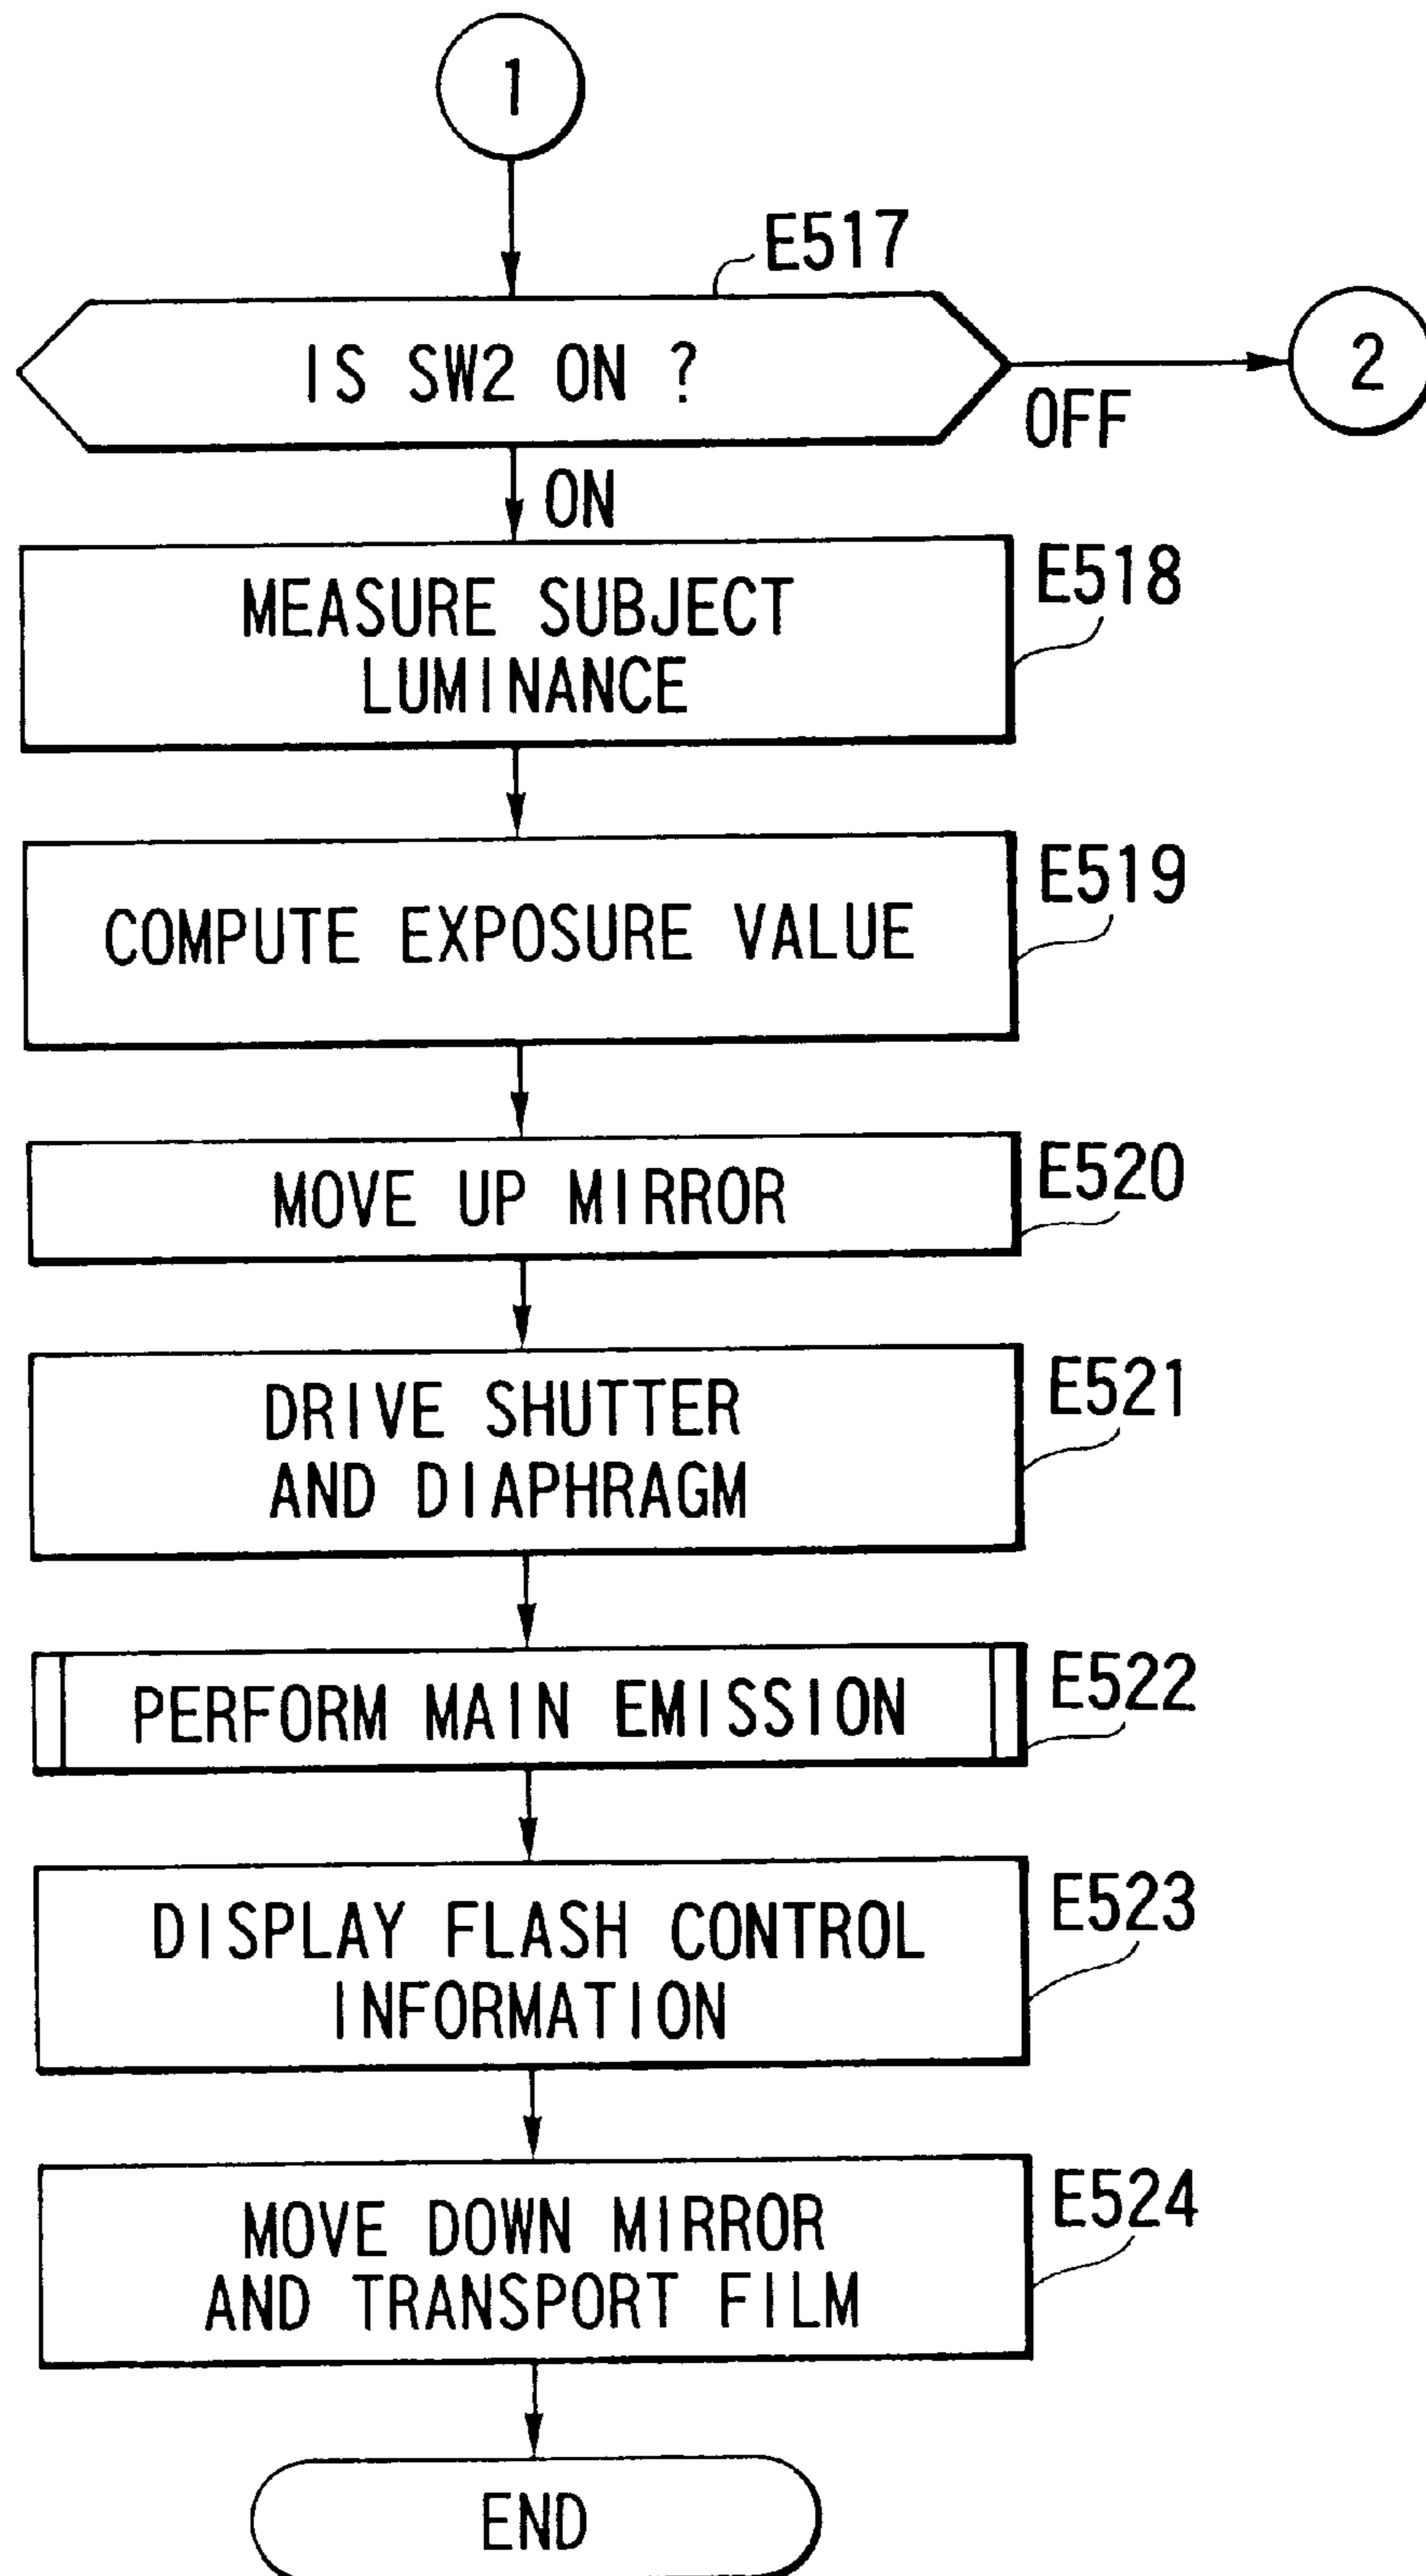 1
E517
IS SW2 ON ?
2
OFF
ON
MEASURE SUBJECT
LUMINANCE
E518
COMPUTE EXPOSURE VALUE
E519
MOVE UP MIRROR
E520
DRIVE SHUTTER
AND DIAPHRAGM
E521
PERFORM MAIN EMISSION
E522
DISPLAY FLASH CONTROL
INFORMATION
E523
MOVE DOWN MIRROR
AND TRANSPORT FILM
E524
END